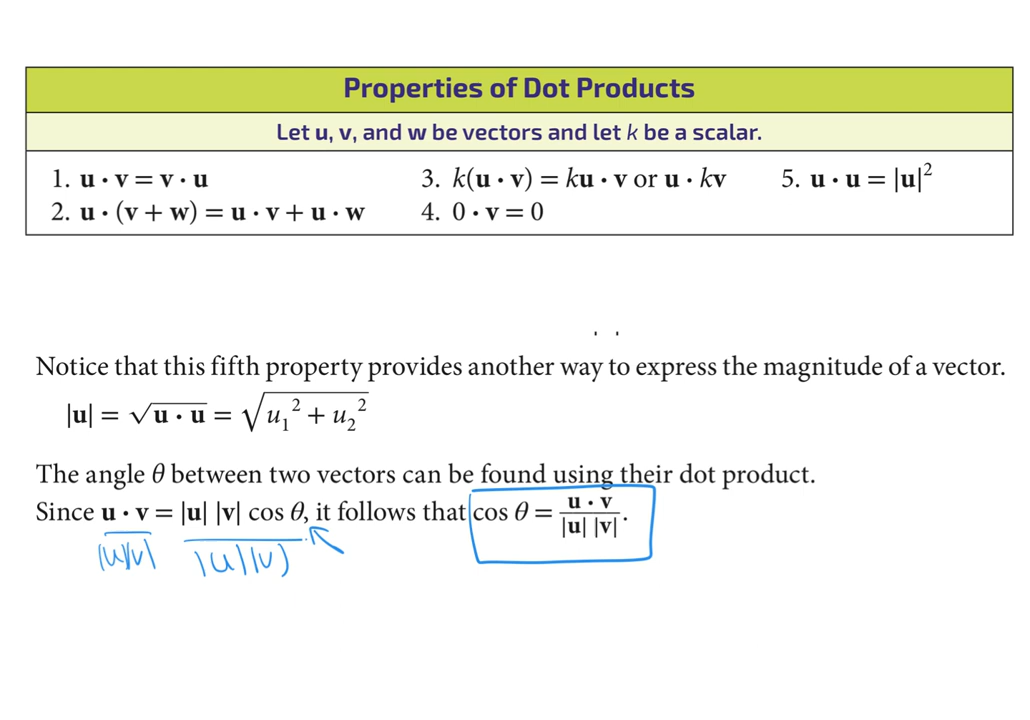 Properties of Dot Products
Let u, v, and w be vectors and let k be a scalar.
1. u · v = v · u
3. k(u · v) = ku · v or u · kv
5. u · u = |u|²
2. u · (v + w) = u · v + u · w
4. 0 · v = 0
Notice that this fifth property provides another way to express the magnitude of a vector.
|u| = √u · u = √u₁² + u₂²
The angle θ between two vectors can be found using their dot product.
Since u · v = |u| |v| cos θ, it follows that cos θ = u · v / |u| |v|.
|u||v| |u||v|